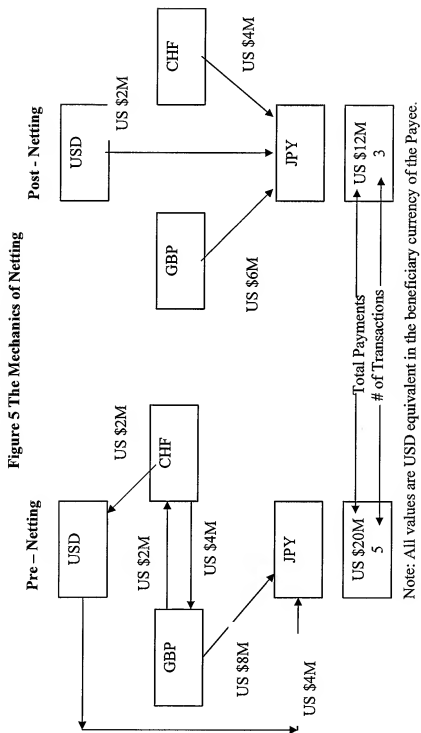 Figure 5 The Mechanics of Netting
Pre – Netting
USD
US $2M
GBP
US $2M
CHF
US $4M
US $8M
JPY
US $4M
US $20M
5
Total Payments
# of Transactions
Post - Netting
USD
US $2M
GBP
CHF
US $6M
US $4M
JPY
US $12M
3
Note: All values are USD equivalent in the beneficiary currency of the Payee.